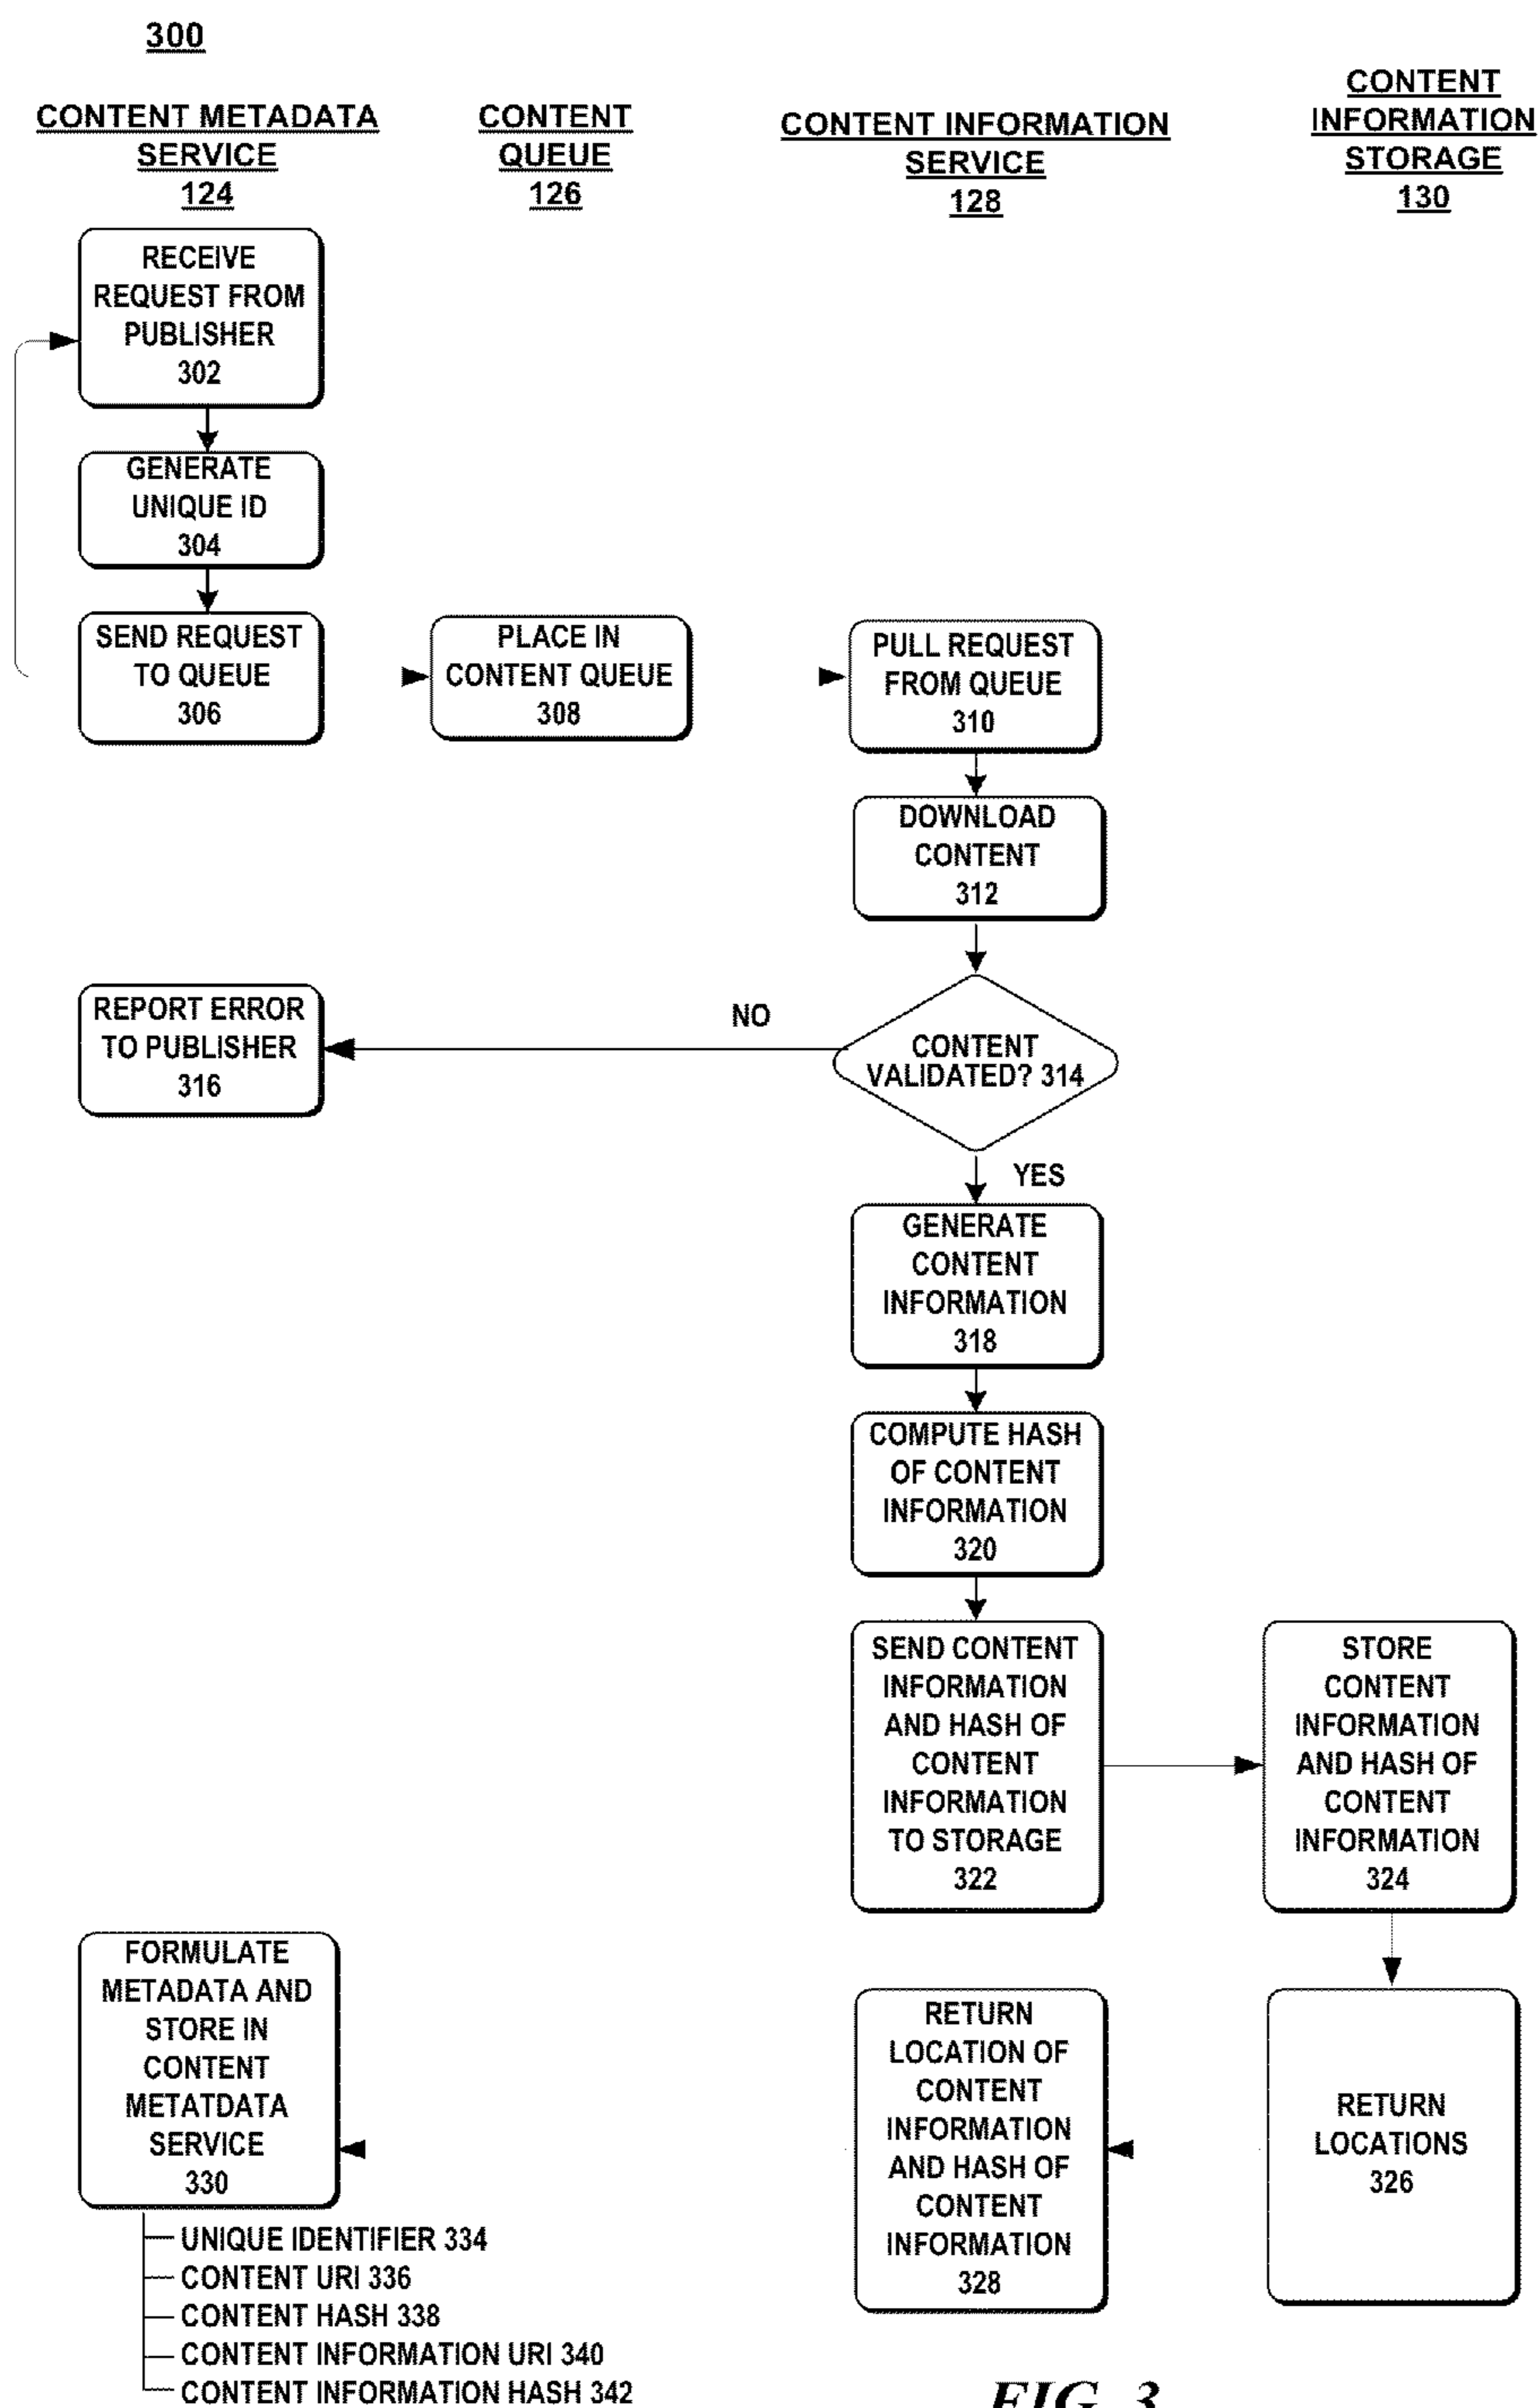 300
CONTENT METADATA
SERVICE
124
CONTENT
QUEUE
126
CONTENT INFORMATION
SERVICE
128
CONTENT
INFORMATION
STORAGE
130
RECEIVE
REQUEST FROM
PUBLISHER
302
GENERATE
UNIQUE ID
304
SEND REQUEST
TO QUEUE
306
PLACE IN
CONTENT QUEUE
308
PULL REQUEST
FROM QUEUE
310
DOWNLOAD
CONTENT
312
CONTENT
VALIDATED? 314
NO
REPORT ERROR
TO PUBLISHER
316
YES
GENERATE
CONTENT
INFORMATION
318
COMPUTE HASH
OF CONTENT
INFORMATION
320
SEND CONTENT
INFORMATION
AND HASH OF
CONTENT
INFORMATION
TO STORAGE
322
STORE
CONTENT
INFORMATION
AND HASH OF
CONTENT
INFORMATION
324
RETURN
LOCATIONS
326
RETURN
LOCATION OF
CONTENT
INFORMATION
AND HASH OF
CONTENT
INFORMATION
328
FORMULATE
METADATA AND
STORE IN
CONTENT
METATDATA
SERVICE
330
UNIQUE IDENTIFIER 334
CONTENT URI 336
CONTENT HASH 338
CONTENT INFORMATION URI 340
CONTENT INFORMATION HASH 342
FIG. 3